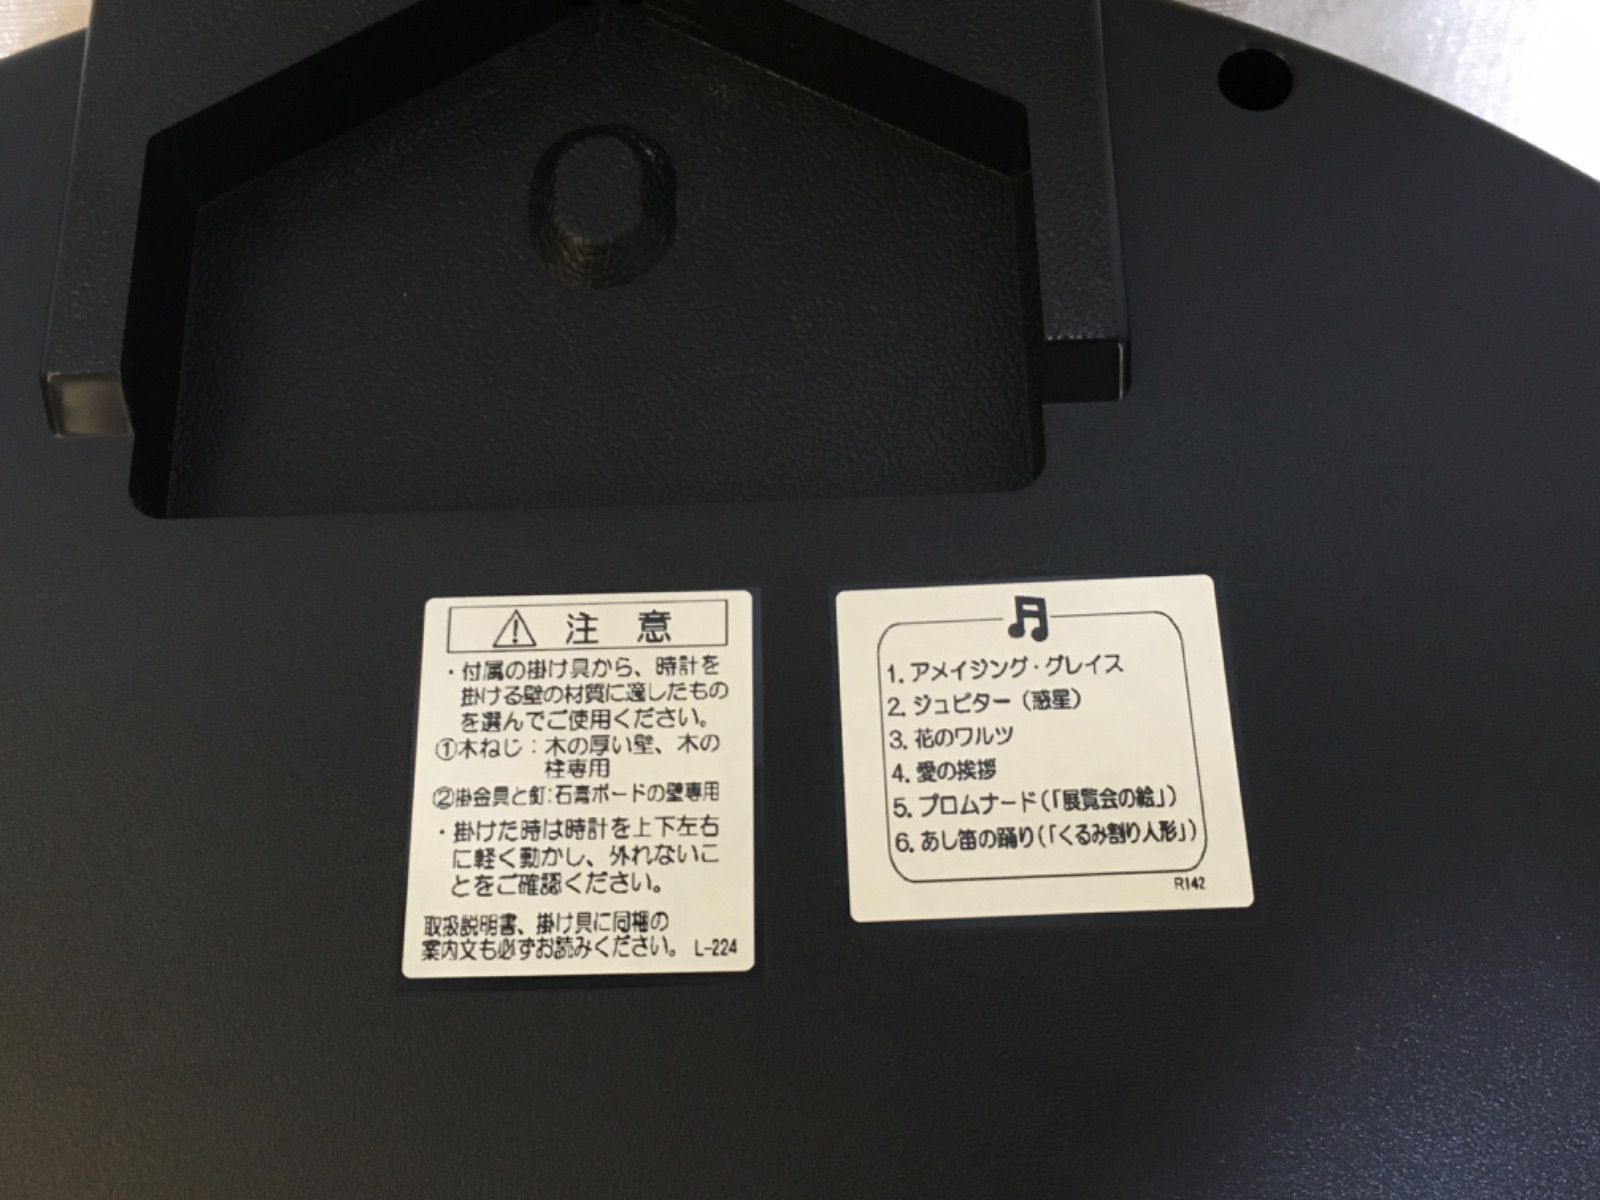 注意
・付属の掛け具から、時計を
掛ける壁の材質に適したもの
を選んでご使用ください。
①木ねじ：木の厚い壁、木の
柱専用
②掛金具と釘:石膏ボードの壁専用
・掛けた時は時計を上下左右
に軽く動かし、外れないこ
とをご確認ください。
取扱説明書、掛け具に同梱の
案内文も必ずお読みください。 L-224
1. アメイジング・グレイス
2. ジュピター（惑星）
3. 花のワルツ
4. 愛の挨拶
5. プロムナード(「展覧会の絵」)
6. あし笛の踊り(「くるみ割り人形」)
R142